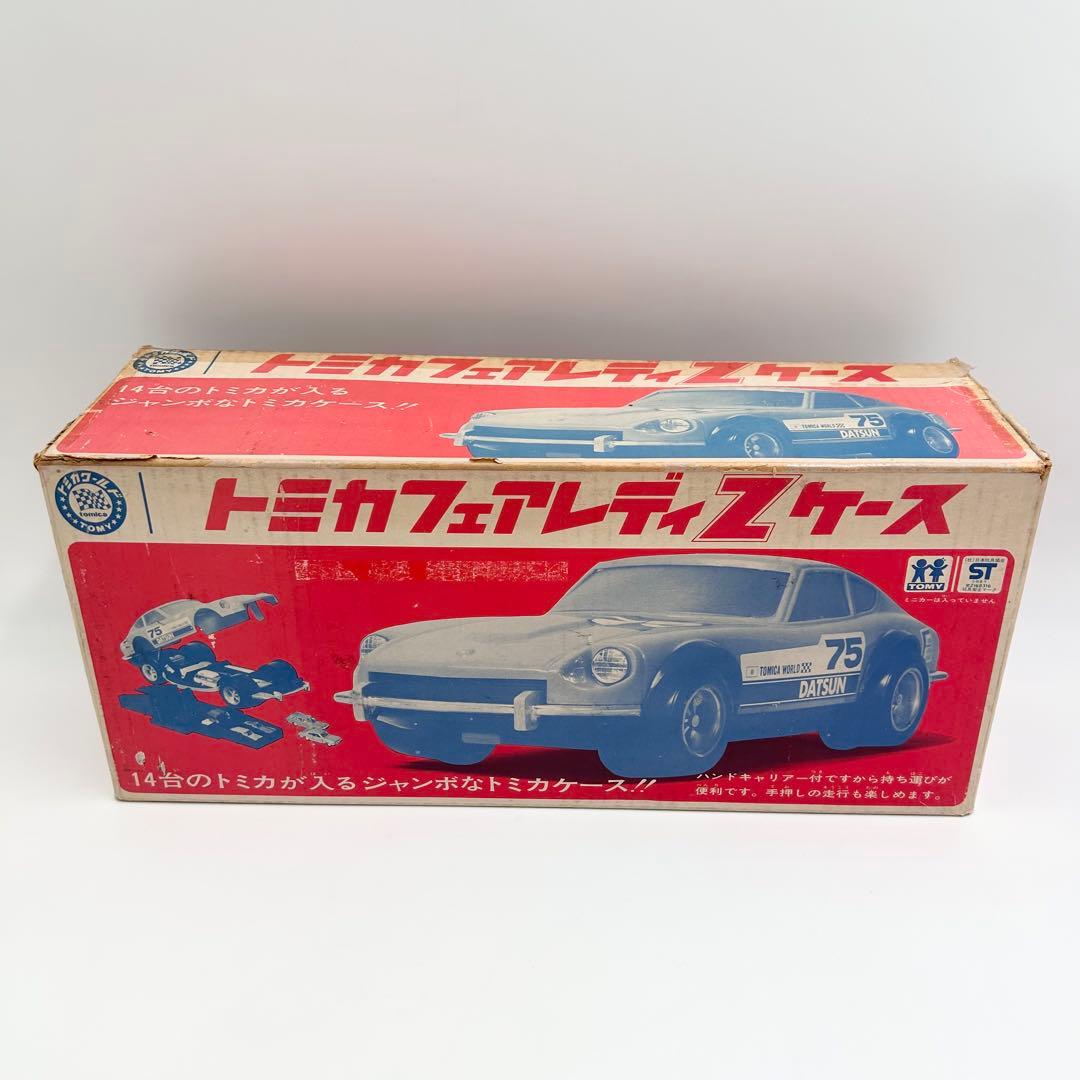 トミカフェアレディZケース
14台のトミカが入る
ジャンボなトミカケース!!
TOMICA WORLD
75
DATSUN
TOMY
トミカワールド
tomica
TOMY
トミカフェアレディZケース
TOMY
ST
ミニカーは入っていません
75
DATSUN
TOMICA WORLD
75
DATSUN
14台のトミカが入るジャンボなトミカケース!!
ハンドキャリアー付ですから持ち運びが
便利です。手押しの走行も楽しめます。